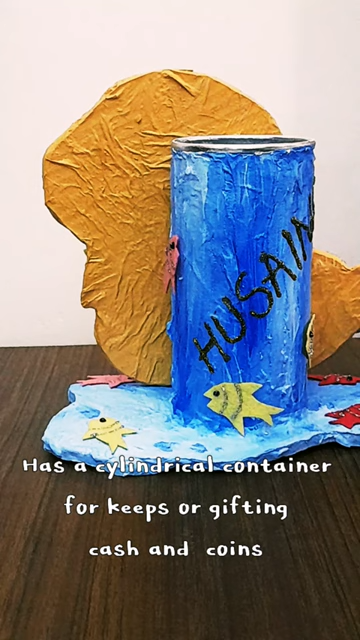 HUSAIN
Has a cylindrical container
for keeps or gifting
cash and coins